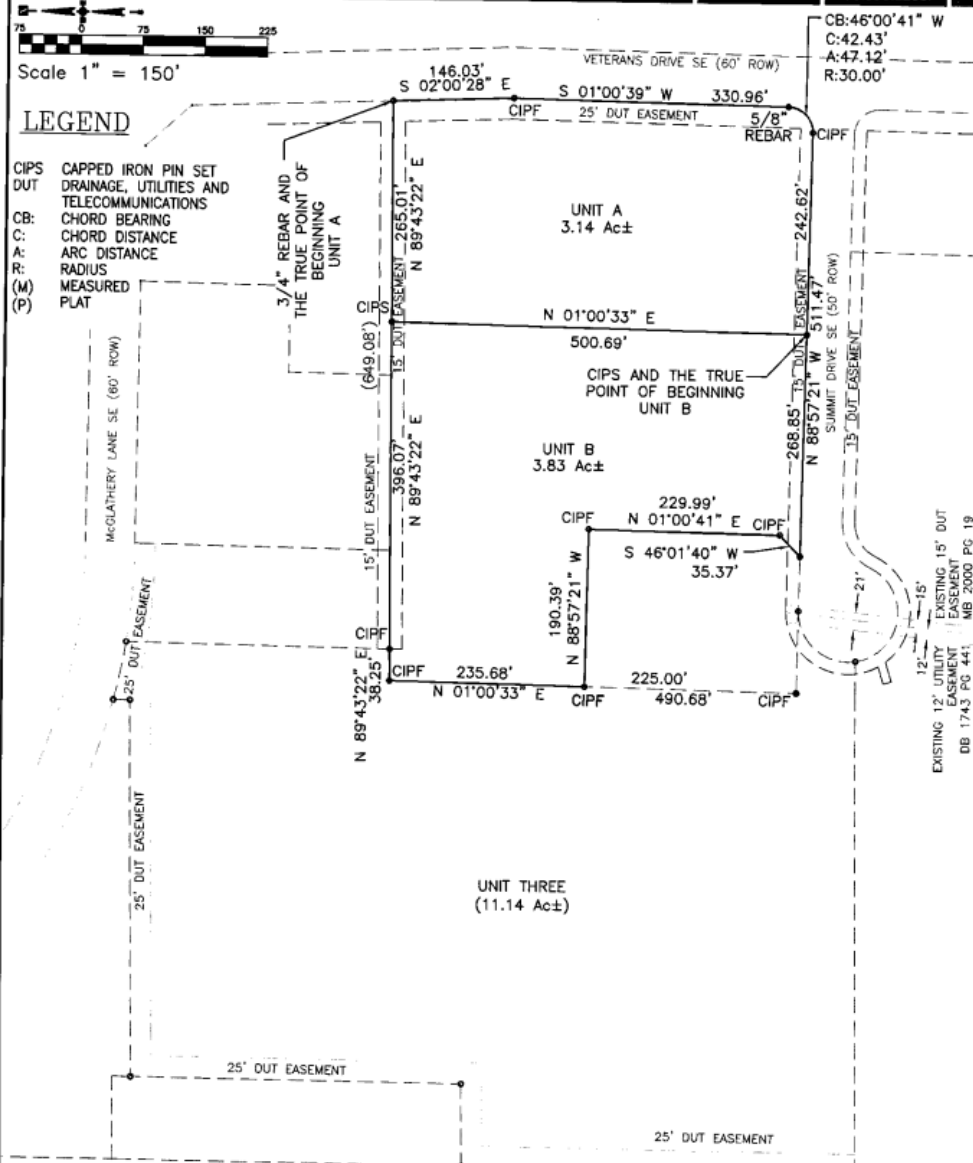 75 0 75 150 225
Scale 1" = 150'
LEGEND
CIPS CAPPED IRON PIN SET
DUT DRAINAGE, UTILITIES AND
TELECOMMUNICATIONS
CB: CHORD BEARING
C: CHORD DISTANCE
A: ARC DISTANCE
R: RADIUS
(M) MEASURED
(P) PLAT
CB:46°00'41" W
C:42.43'
A:47.12'
R:30.00'
VETERANS DRIVE SE (60' ROW)
146.03'
S 02°00'28" E
S 01°00'39" W 330.96'
CIPF
25' DUT EASEMENT
5/8"
REBAR
CIPF
3/4" REBAR AND
THE TRUE POINT OF
BEGINNING
UNIT A
265.01'
N 89°43'22" E
15' DUT EASEMENT
UNIT A
3.14 Ac±
242.62'
CIPS
(649.08')
N 01°00'33" E
500.69'
15' DUT EASEMENT
511.47'
N 88°57'21" W
SUMMIT DRIVE SE (50' ROW)
15' DUT EASEMENT
CIPS AND THE TRUE
POINT OF BEGINNING
UNIT B
268.85'
McGLATHERY LANE SE (60' ROW)
15' DUT EASEMENT
396.07'
N 89°43'22" E
UNIT B
3.83 Ac±
229.99'
CIPF
N 01°00'41" E
CIPF
S 46°01'40" W
35.37'
190.39'
N 88°57'21" W
25' DUT EASEMENT
CIPF
N 89°43'22" E
38.25'
CIPF
235.68'
N 01°00'33" E
CIPF
225.00'
490.68'
CIPF
21'
15'
12'
EXISTING 12' UTILITY
EASEMENT
DB 1743 PG 441
EXISTING 15' DUT
EASEMENT
MB 2000 PG 19
25' DUT EASEMENT
UNIT THREE
(11.14 Ac±)
25' DUT EASEMENT
25' DUT EASEMENT